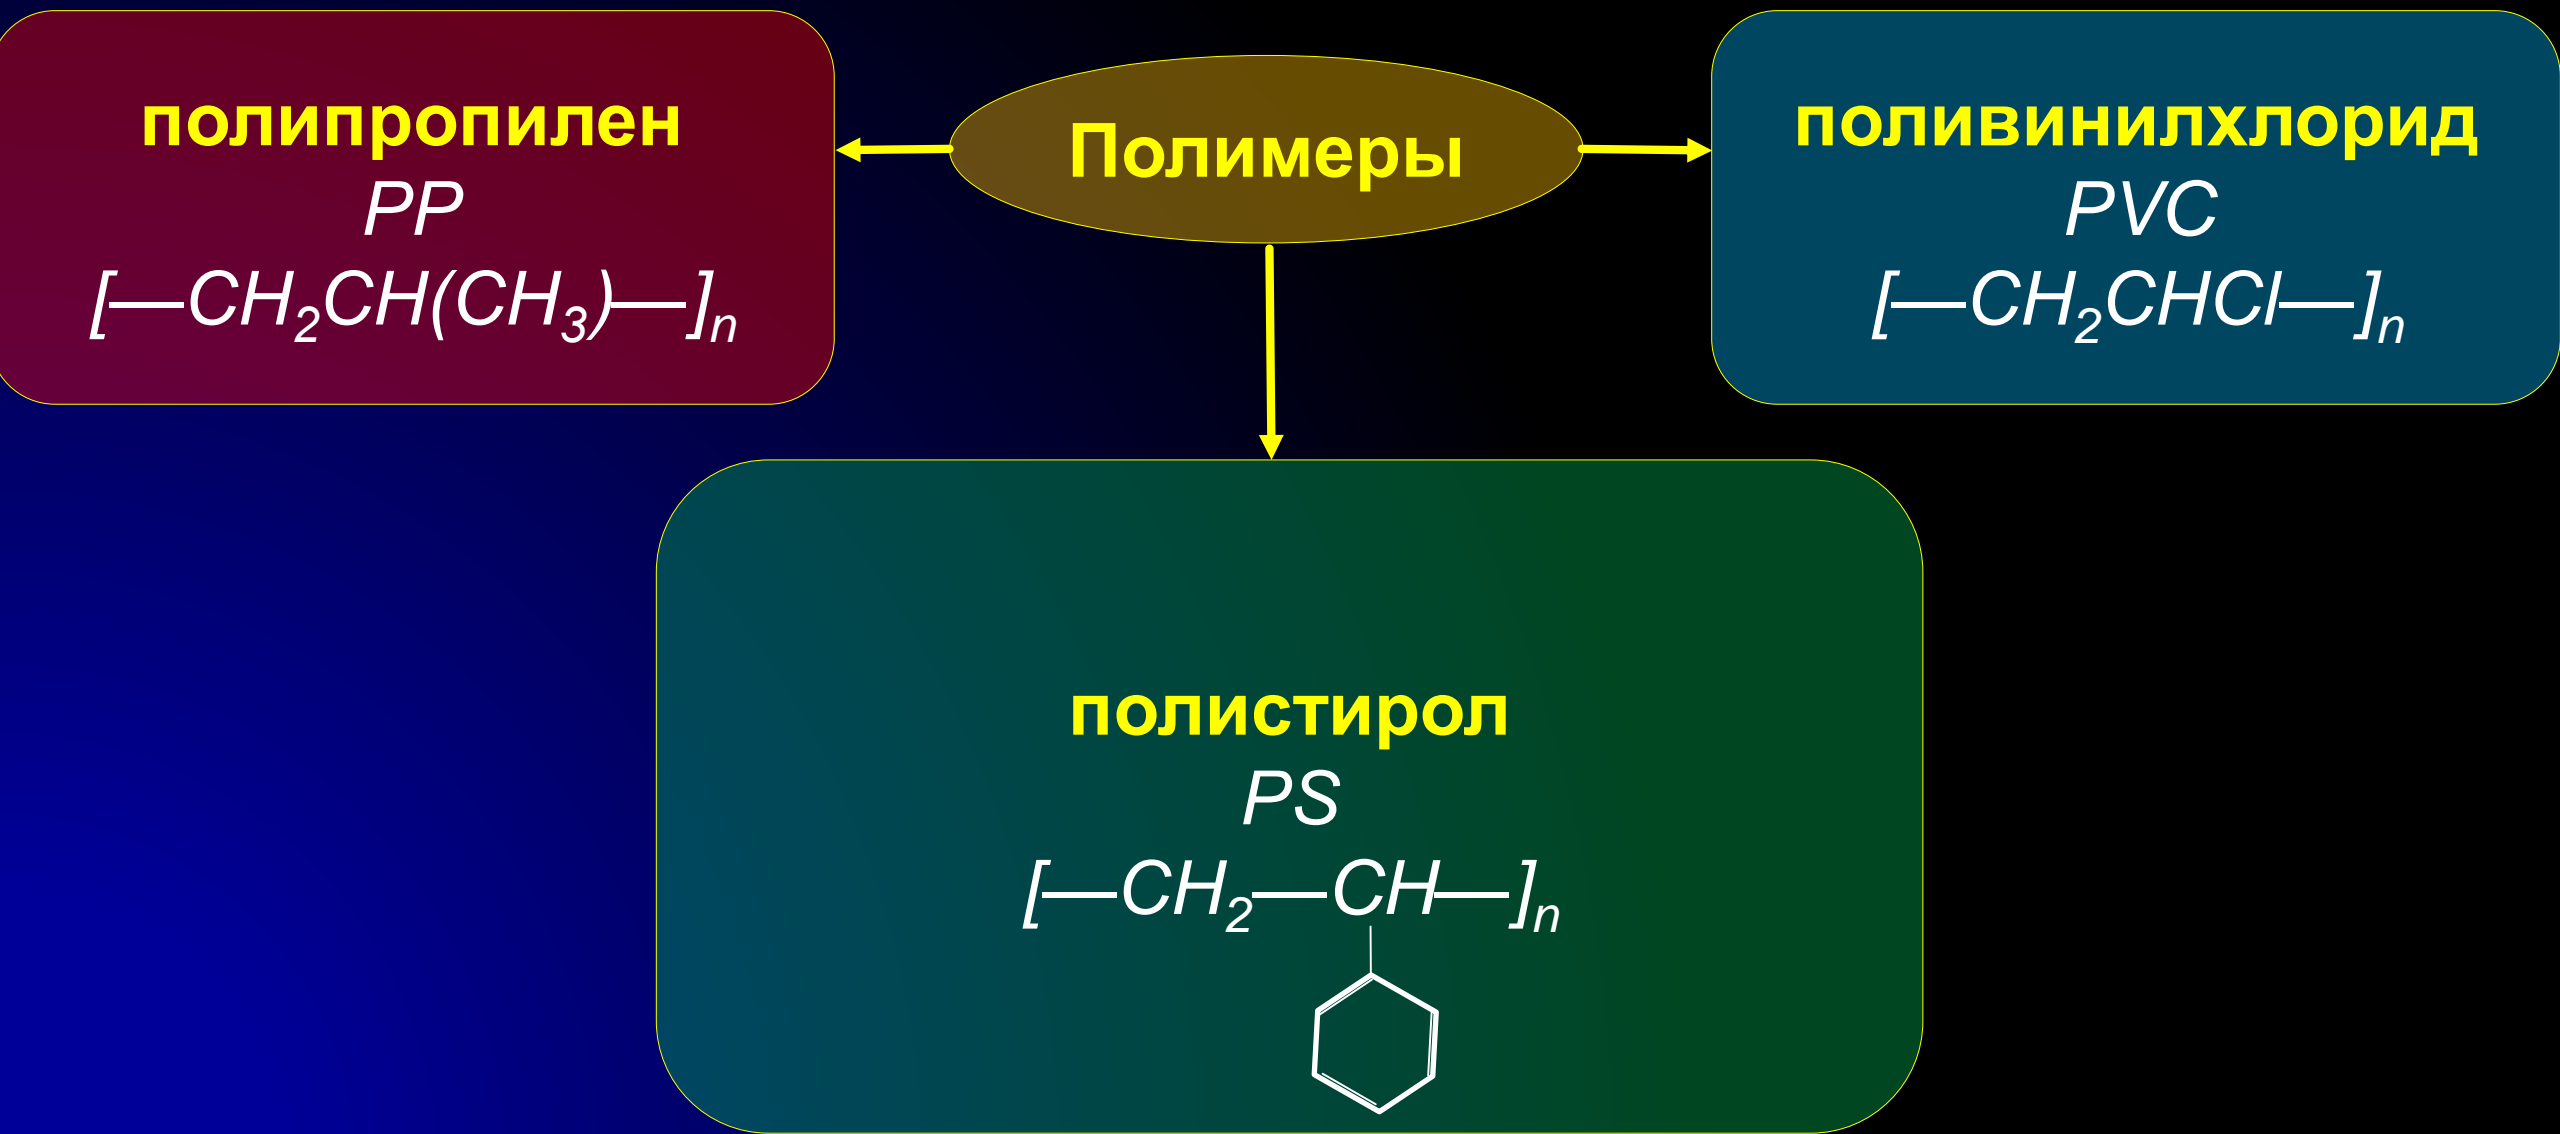 полипропилен
PP
[—CH₂CH(CH₃)—]ₙ
Полимеры
поливинилхлорид
PVC
[—CH₂CHCl—]ₙ
полистирол
PS
[—CH₂—CH—]ₙ